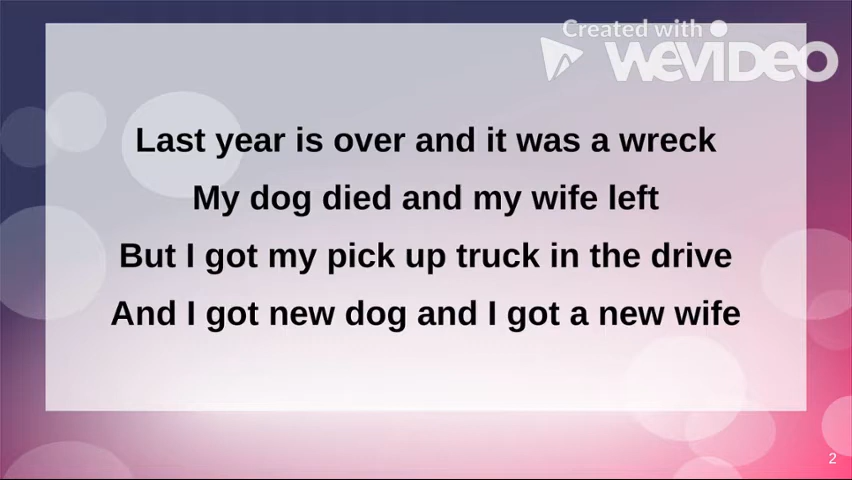 Created with
WEVIDEO
Last year is over and it was a wreck
My dog died and my wife left
But I got my pick up truck in the drive
And I got new dog and I got a new wife
2